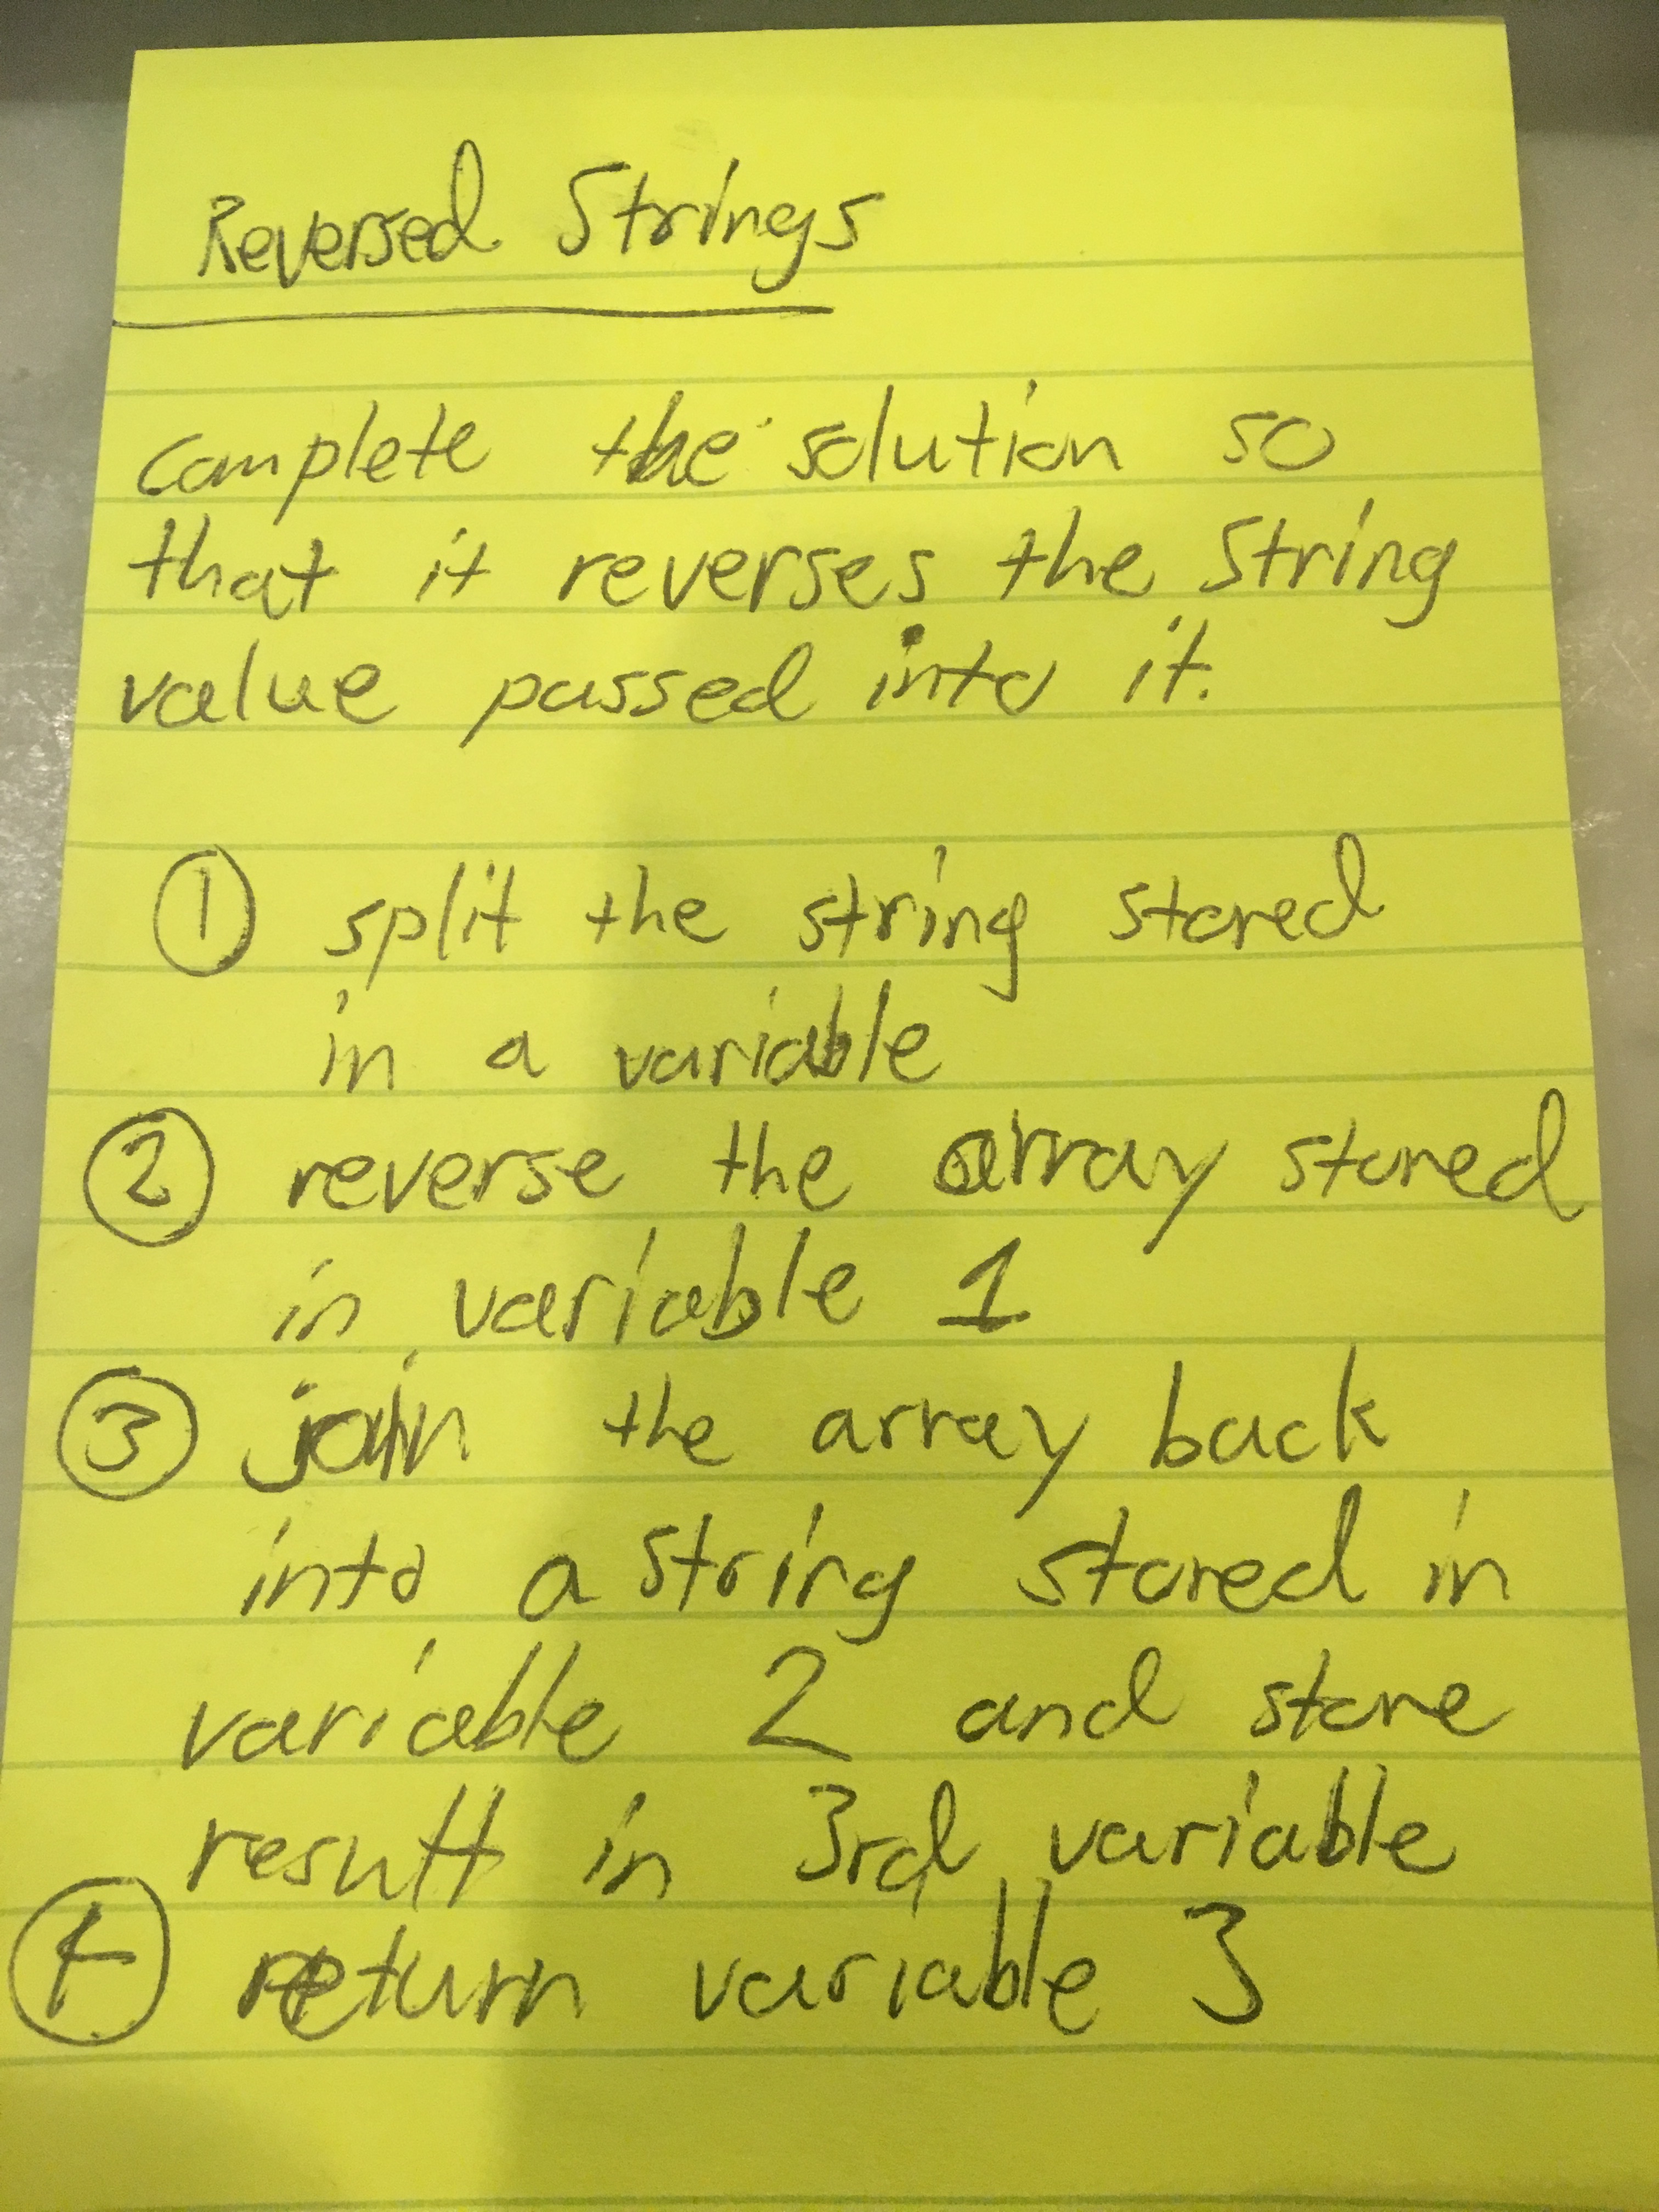 Reversed Strings
complete the solution so
that it reverses the string
value passed into it.
1 split the string stored
in a variable
2 reverse the array stored
in variable 1
3 join the array back
into a string stored in
variable 2 and store
result in 3rd variable
4 return variable 3